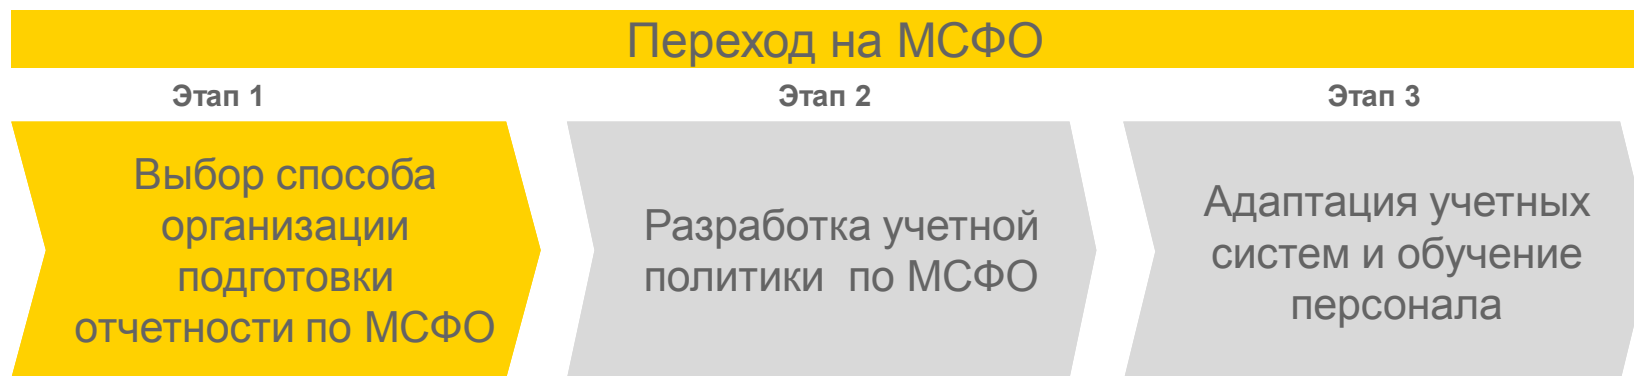 Переход на МСФО
Этап 1
Этап 2
Этап 3
Выбор способа
организации
подготовки
отчетности по МСФО
Разработка учетной
политики по МСФО
Адаптация учетных
систем и обучение
персонала